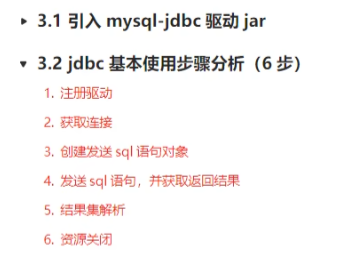 3.1 引入 mysql-jdbc 驱动 jar
3.2 jdbc 基本使用步骤分析（6 步）
1. 注册驱动
2. 获取连接
3. 创建发送 sql 语句对象
4. 发送 sql 语句，并获取返回结果
5. 结果集解析
6. 资源关闭